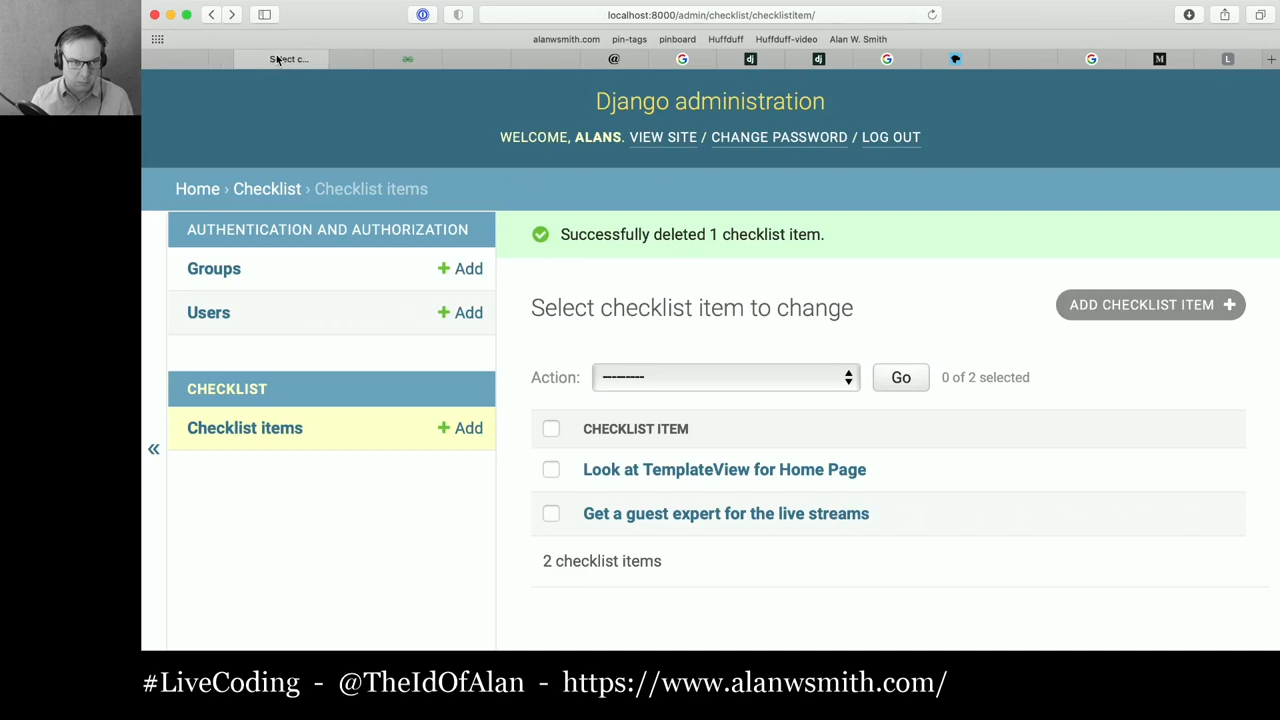 localhost:8000/admin/checklist/checklistitem/
alanwsmith.com pin-tags pinboard Huffduff Huffduff-video Alan W. Smith
Select c...
Django administration
WELCOME, ALANS. VIEW SITE / CHANGE PASSWORD / LOG OUT
Home › Checklist › Checklist items
AUTHENTICATION AND AUTHORIZATION
Groups + Add
Users + Add
CHECKLIST
Checklist items + Add
«
Successfully deleted 1 checklist item.
Select checklist item to change
ADD CHECKLIST ITEM +
Action: --------- Go 0 of 2 selected
CHECKLIST ITEM
Look at TemplateView for Home Page
Get a guest expert for the live streams
2 checklist items
#LiveCoding - @TheIdOfAlan - https://www.alanwsmith.com/